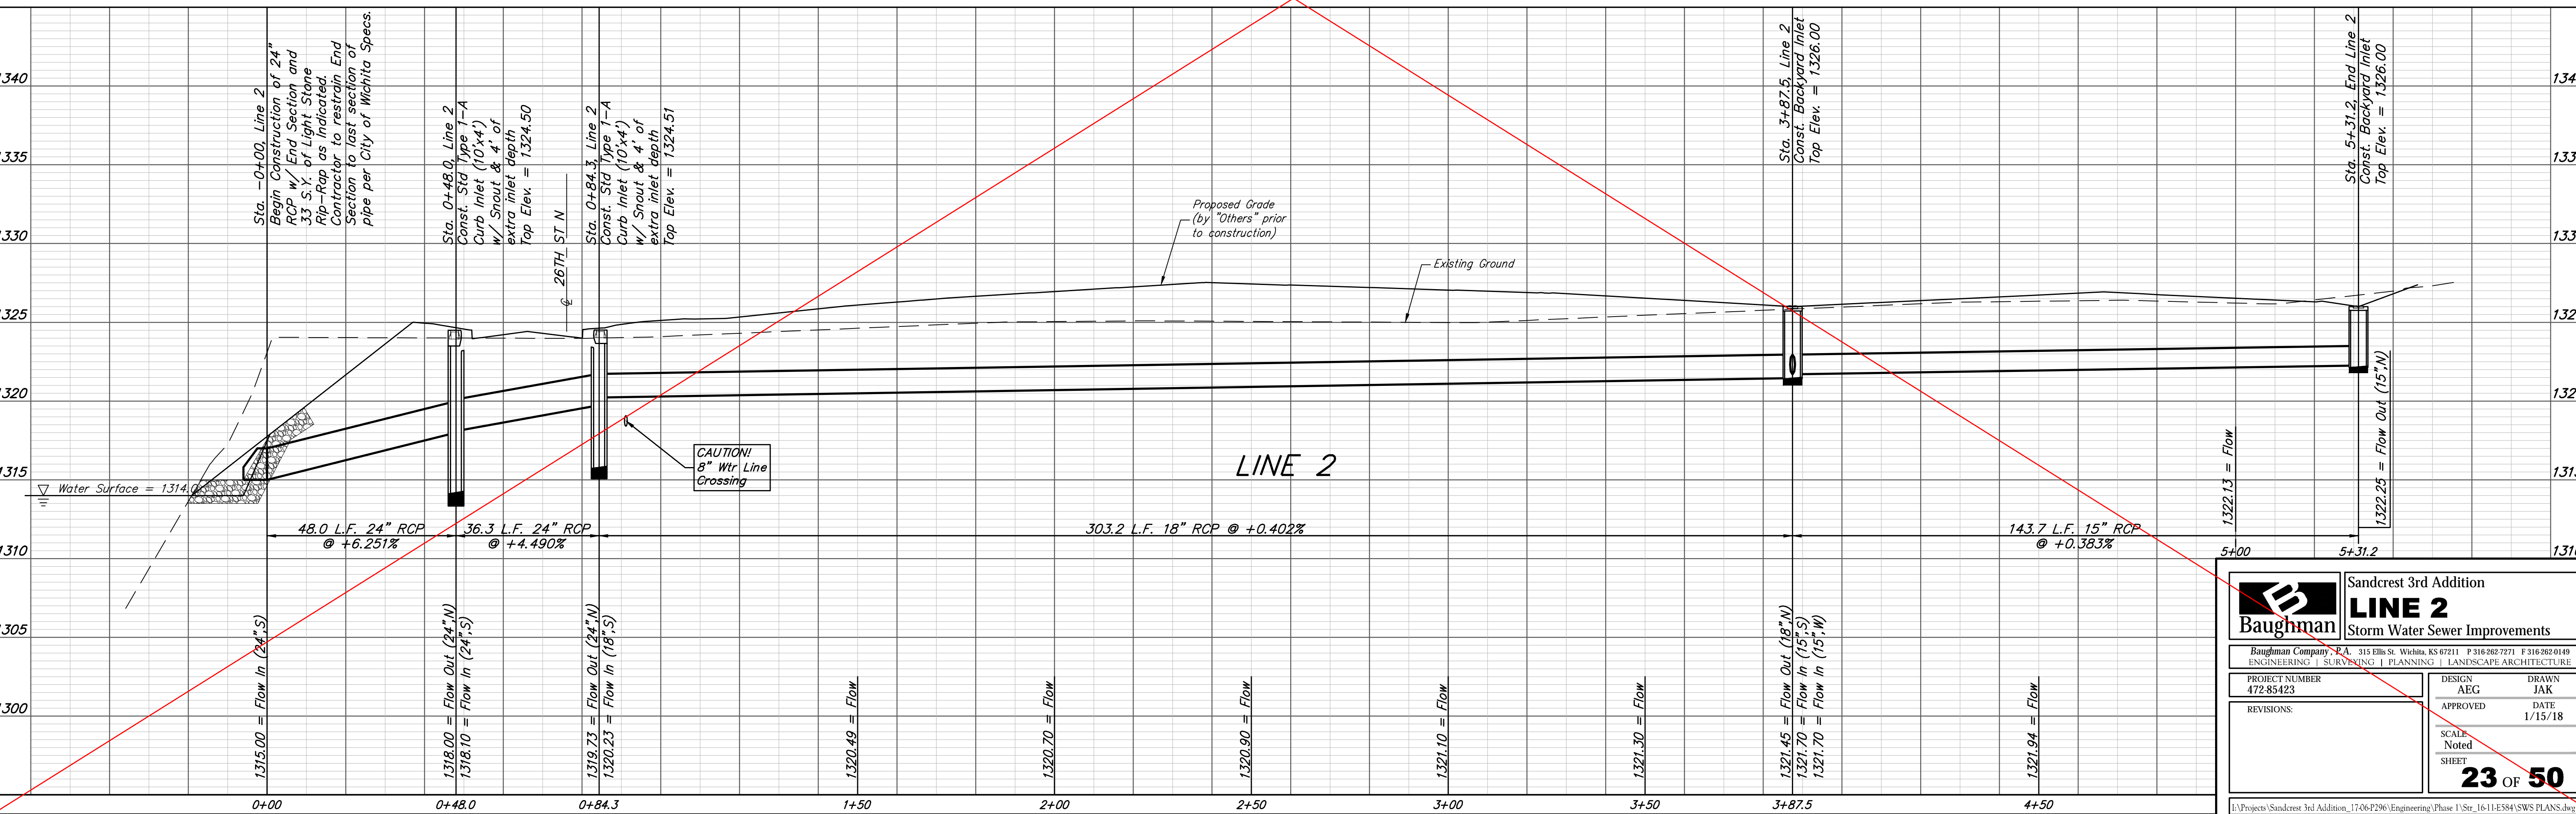 Sta. -0+00, Line 2
Begin Construction of 24"
RCP w/ End Section and
33 S.Y. of Light Stone
Rip-Rap as Indicated.
Contractor to restrain End
Section to last section of
pipe per City of Wichita Specs.
Sta. 0+48.0, Line 2
Const. Std Type 1-A
Curb Inlet (10'x4')
w/ Snout & 4' of
extra inlet depth
Top Elev. = 1324.50
℄ 26TH ST N
Sta. 0+84.3, Line 2
Const. Std Type 1-A
Curb Inlet (10'x4')
w/ Snout & 4' of
extra inlet depth
Top Elev. = 1324.51
Sta. 3+87.5, Line 2
Const. Backyard Inlet
Top Elev. = 1326.00
Sta. 5+31.2, End Line 2
Const. Backyard Inlet
Top Elev. = 1326.00
1340
1335
1330
1325
1320
1315
1310
1305
1300
Proposed Grade
(by "Others" prior
to construction)
Existing Ground
CAUTION!
8" Wtr Line
Crossing
Water Surface = 1314.0
LINE 2
48.0 L.F. 24" RCP
@ +6.251%
36.3 L.F. 24" RCP
@ +4.490%
303.2 L.F. 18" RCP @ +0.402%
143.7 L.F. 15" RCP
@ +0.383%
1322.13 = Flow
1322.25 = Flow Out (15",N)
5+00
5+31.2
1315.00 = Flow In (24",S)
1318.00 = Flow Out (24",N)
1318.10 = Flow In (24",S)
1319.73 = Flow Out (24",N)
1320.23 = Flow In (18",S)
1320.49 = Flow
1320.70 = Flow
1320.90 = Flow
1321.10 = Flow
1321.30 = Flow
1321.45 = Flow Out (18",N)
1321.70 = Flow In (15",S)
1321.70 = Flow In (15",W)
1321.94 = Flow
0+00
0+48.0
0+84.3
1+50
2+00
2+50
3+00
3+50
3+87.5
4+50
Baughman
Sandcrest 3rd Addition
LINE 2
Storm Water Sewer Improvements
Baughman Company, P.A. 315 Ellis St. Wichita, KS 67211 P 316-262-7271 F 316-262-0149
ENGINEERING | SURVEYING | PLANNING | LANDSCAPE ARCHITECTURE
PROJECT NUMBER
472-85423
REVISIONS:
DESIGN
AEG
DRAWN
JAK
APPROVED
DATE
1/15/18
SCALE
Noted
SHEET
23 OF 50
I:\Projects\Sandcrest 3rd Addition_17-06-P296\Engineering\Phase 1\Str_16-11-E584\SWS PLANS.dwg